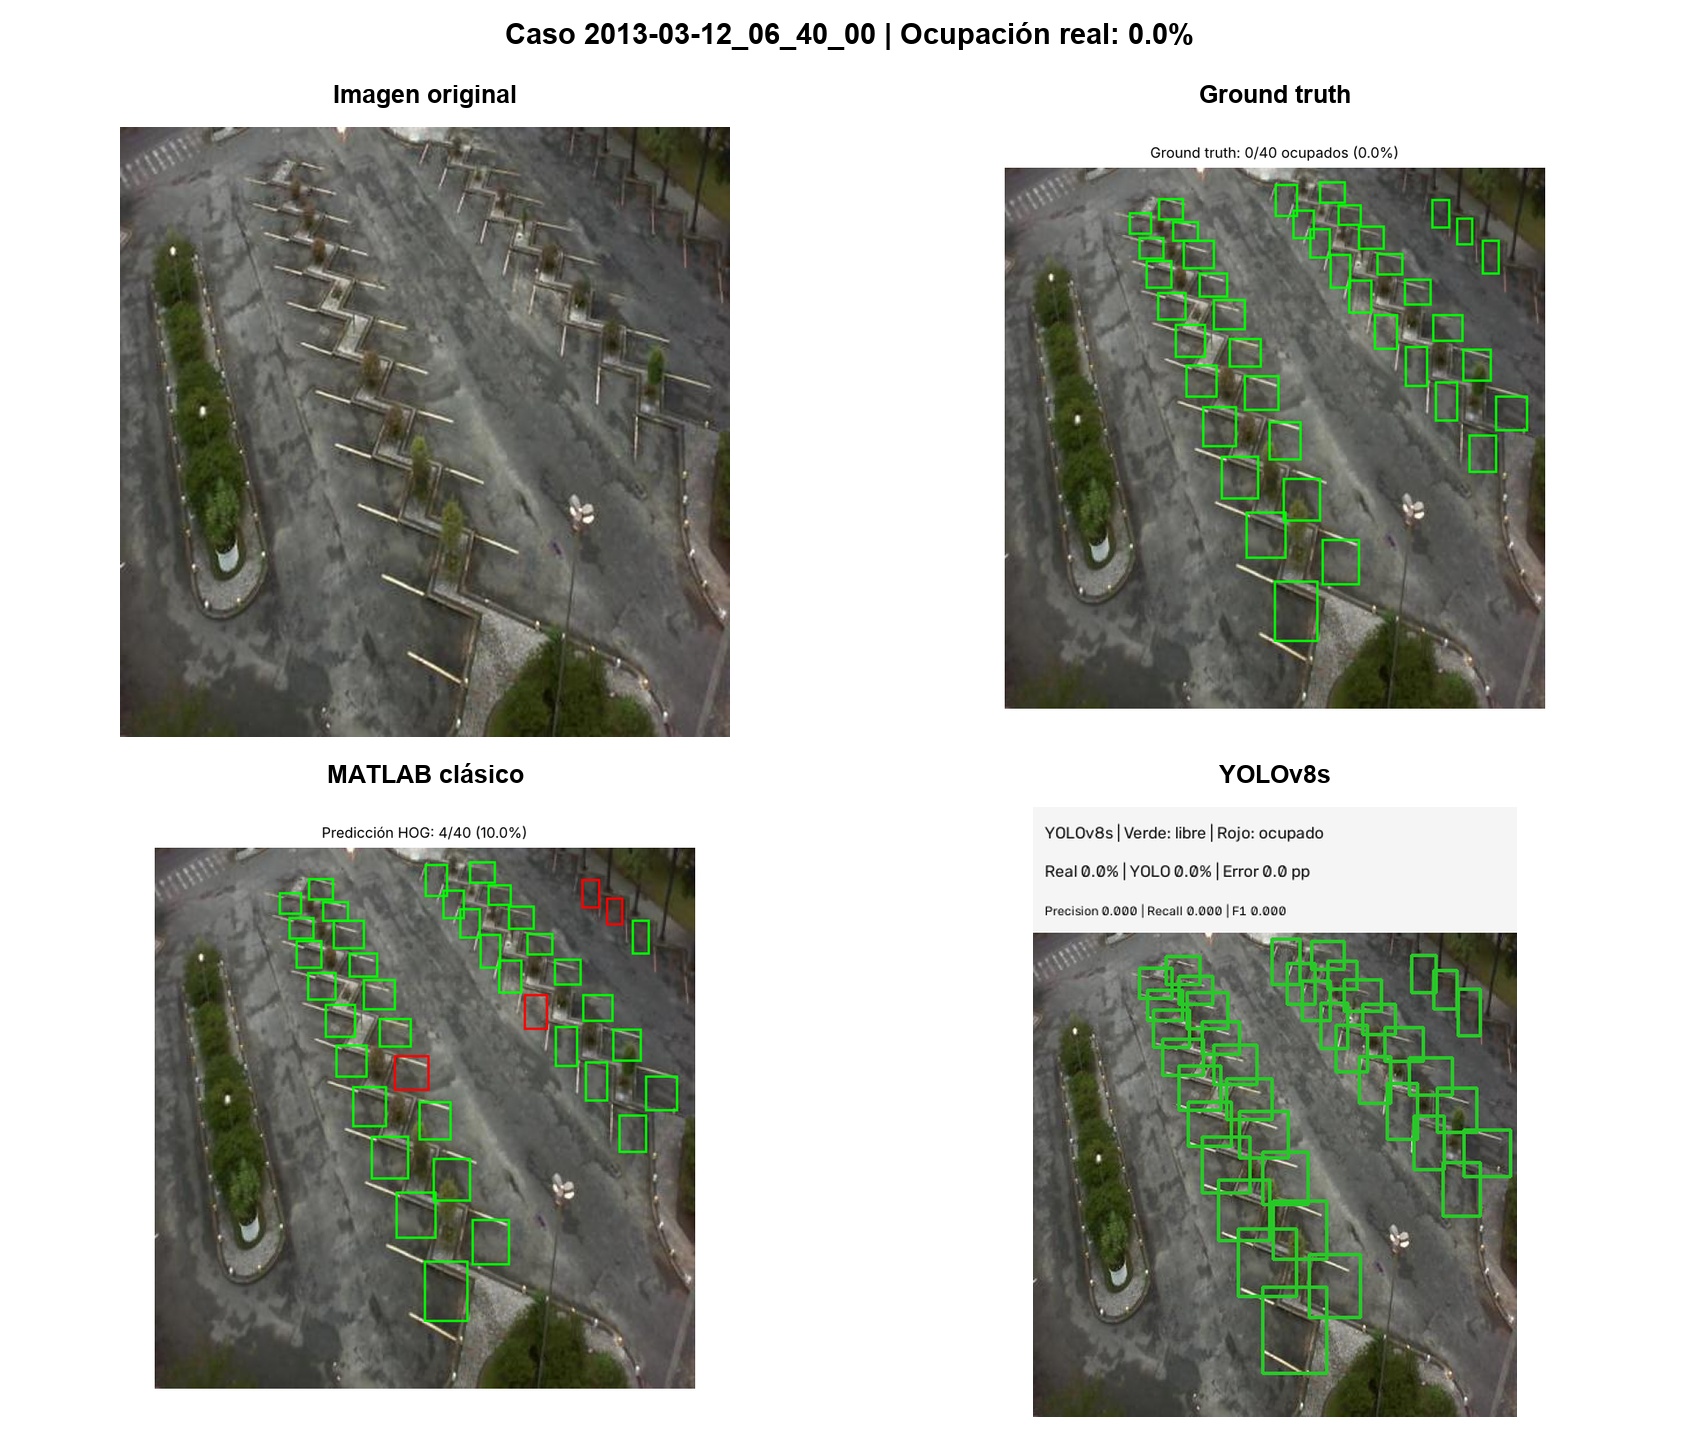 Caso 2013-03-12_06_40_00 | Ocupación real: 0.0%
Imagen original
Ground truth
Ground truth: 0/40 ocupados (0.0%)
MATLAB clásico
YOLOv8s
Predicción HOG: 4/40 (10.0%)
YOLOv8s | Verde: libre | Rojo: ocupado
Real 0.0% | YOLO 0.0% | Error 0.0 pp
Precision 0.000 | Recall 0.000 | F1 0.000